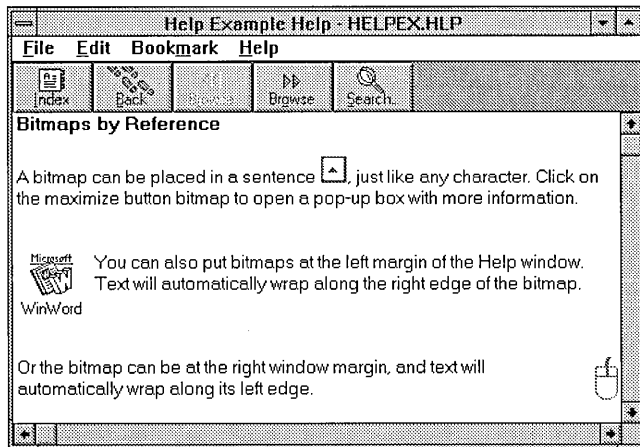 Help Example Help - HELPEX.HLP
File Edit Bookmark Help
Index Back Browse Browse Search..
Bitmaps by Reference
A bitmap can be placed in a sentence , just like any character. Click on
the maximize button bitmap to open a pop-up box with more information.
Microsoft
You can also put bitmaps at the left margin of the Help window.
Text will automatically wrap along the right edge of the bitmap.
WinWord
Or the bitmap can be at the right window margin, and text will
automatically wrap along its left edge.